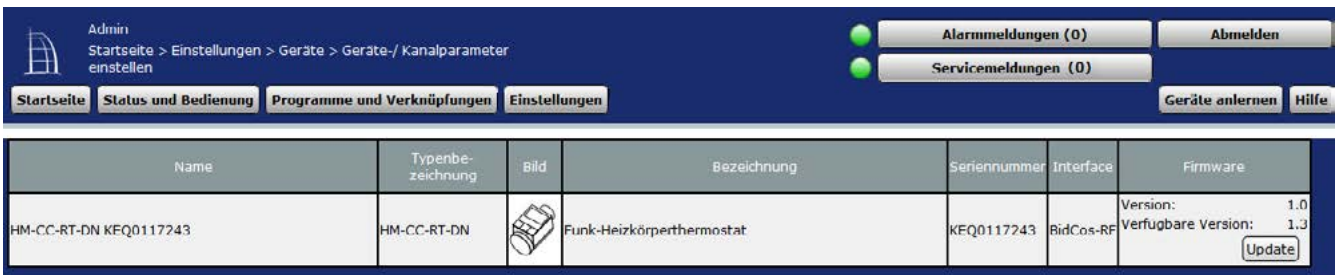 Admin
Startseite > Einstellungen > Geräte > Geräte-/ Kanalparameter
einstellen
Alarmmeldungen (0)
Abmelden
Servicemeldungen (0)
Startseite
Status und Bedienung
Programme und Verknüpfungen
Einstellungen
Geräte anlernen
Hilfe
Name
Typenbe-
zeichnung
Bild
Bezeichnung
Seriennummer
Interface
Firmware
HM-CC-RT-DN KEQ0117243
HM-CC-RT-DN
Funk-Heizkörperthermostat
KEQ0117243
BidCos-RF
Version: 1.0
Verfügbare Version: 1.3
Update